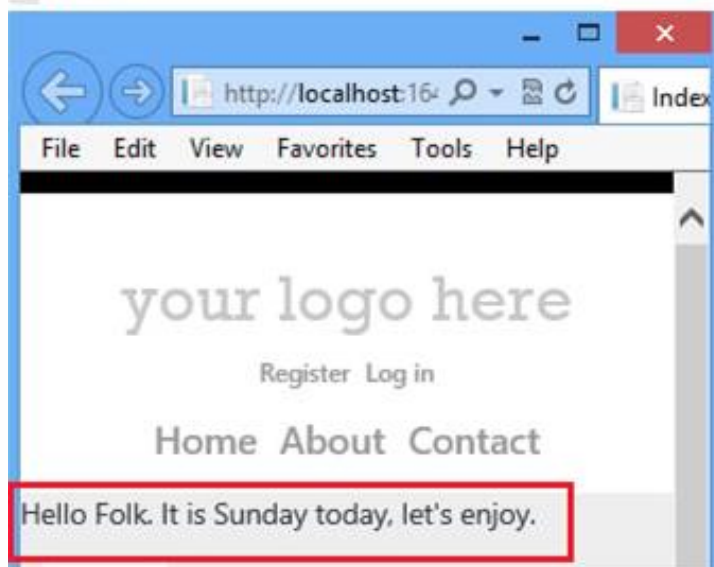 http://localhost:164
Index
File Edit View Favorites Tools Help
your logo here
Register Log in
Home About Contact
Hello Folk. It is Sunday today, let's enjoy.